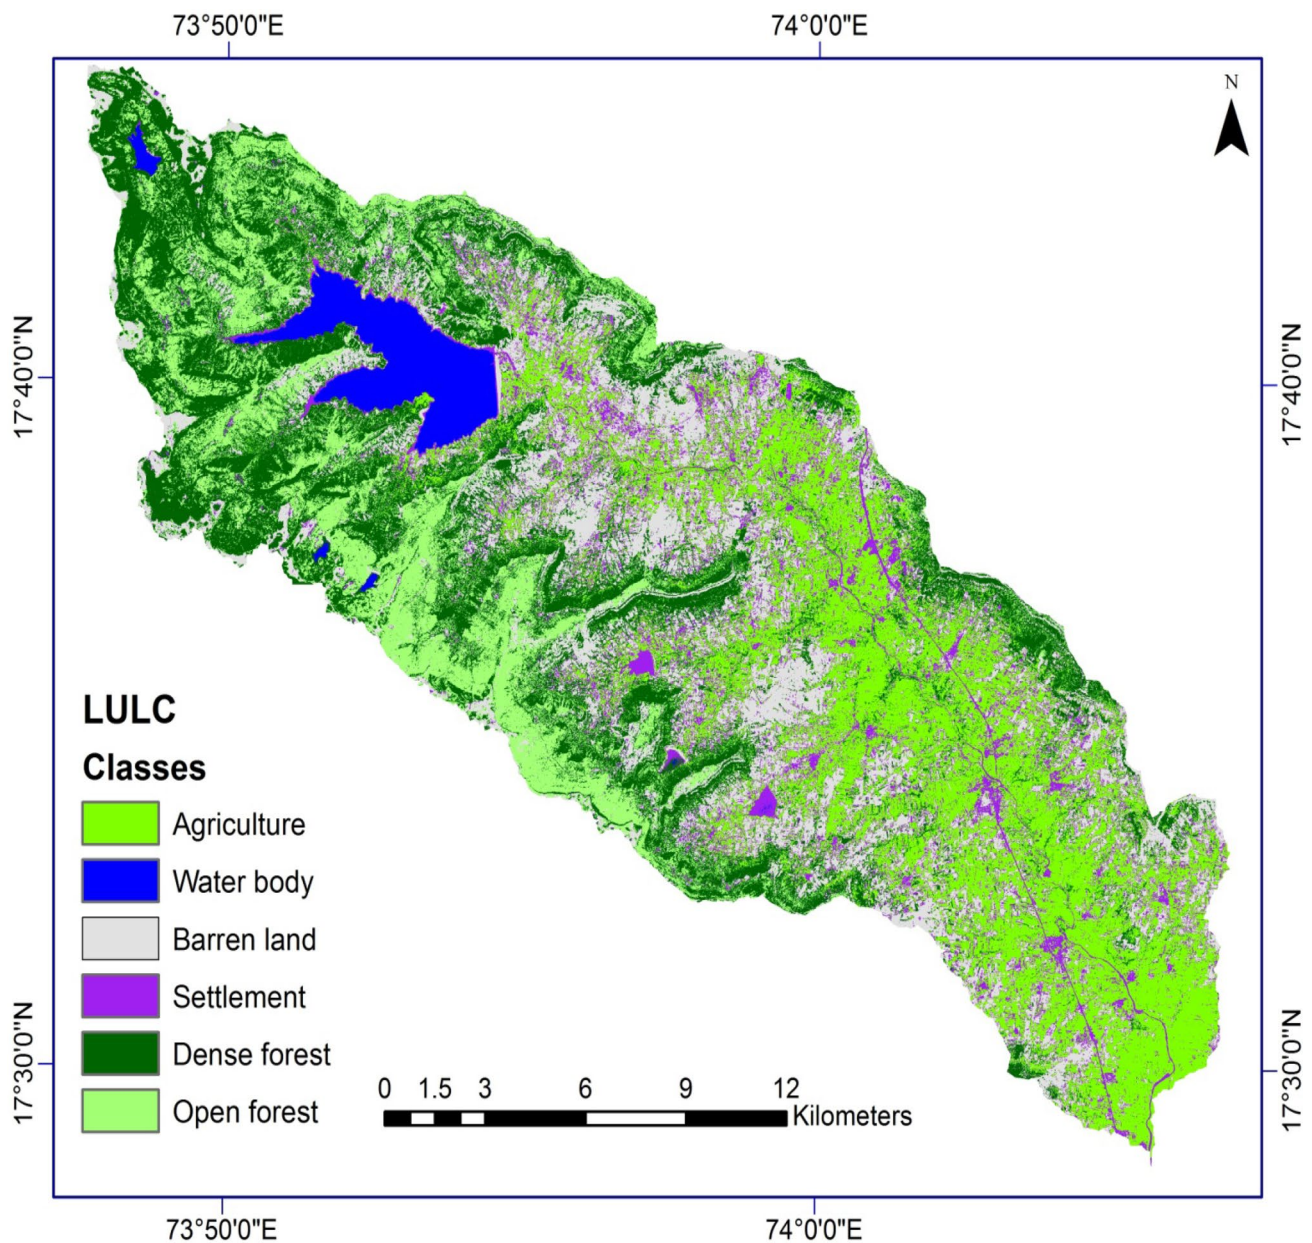 73°50'0"E
74°0'0"E
N
17°40'0"N
17°40'0"N
LULC
Classes
Agriculture
Water body
Barren land
Settlement
Dense forest
Open forest
0 1.5 3 6 9 12
Kilometers
17°30'0"N
17°30'0"N
73°50'0"E
74°0'0"E